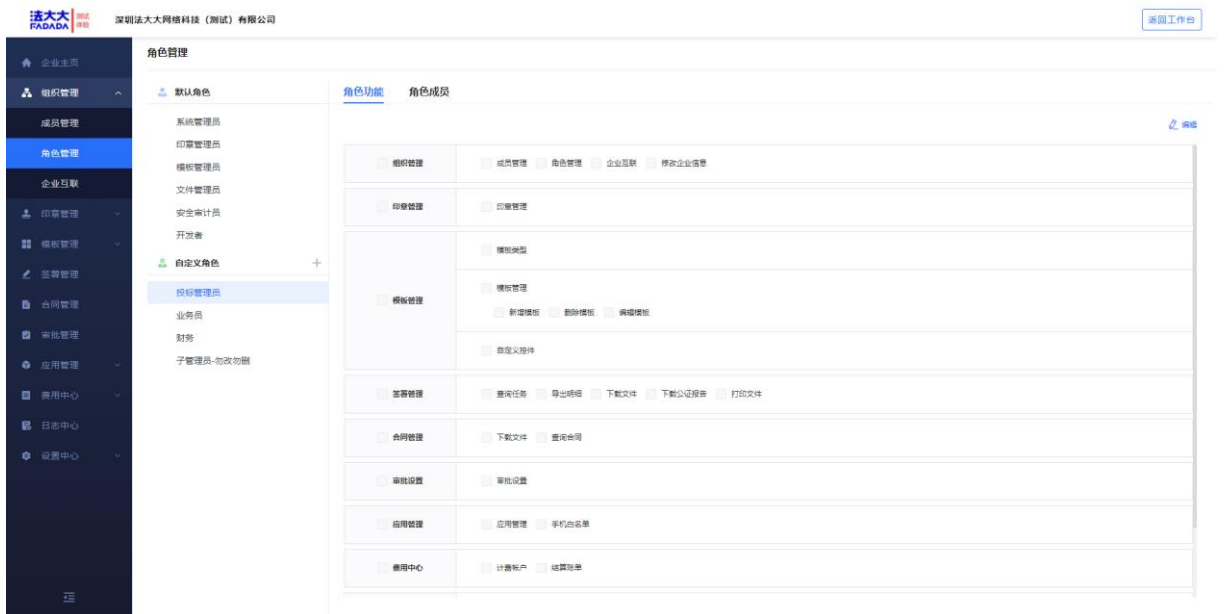 法大大 FADADA 测试体验 深圳法大大网络科技（测试）有限公司 返回工作台
企业主页
组织管理
成员管理
角色管理
企业互联
印章管理
模板管理
签署管理
合同管理
审批管理
应用管理
费用中心
日志中心
设置中心
角色管理
默认角色
系统管理员
印章管理员
模板管理员
文件管理员
安全审计员
开发者
自定义角色
投标管理员
业务员
财务
子管理员-勿改勿删
角色功能 角色成员
编辑
组织管理 成员管理 角色管理 企业互联 修改企业信息
印章管理 印章管理
模板管理
模板类型
模板管理
新增模板 删除模板 编辑模板
自定义控件
签署管理 查询任务 导出明细 下载文件 下载公证报告 打印文件
合同管理 下载文件 查询合同
审批设置 审批设置
应用管理 应用管理 手机白名单
费用中心 计费帐户 结算账单